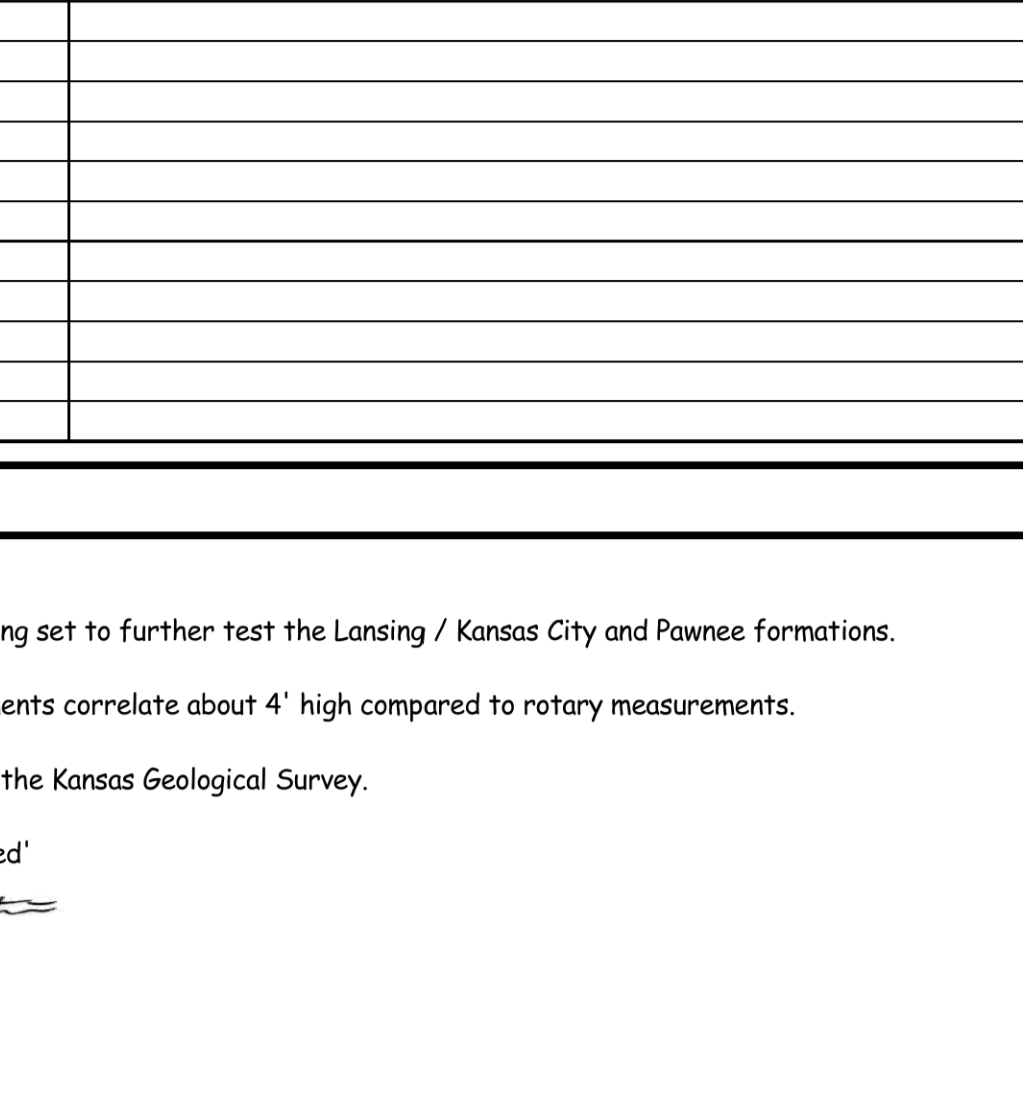 ng set to further test the Lansing / Kansas City and Pawnee formations.
ents correlate about 4' high compared to rotary measurements.
the Kansas Geological Survey.
ed'